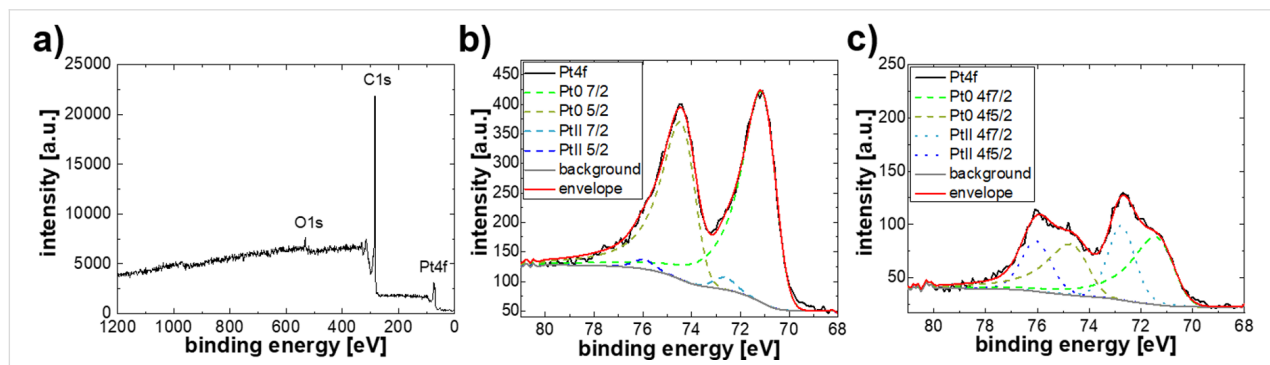 a)
25000
20000
15000
10000
5000
0
intensity [a.u.]
C1s
O1s
Pt4f
1200 1000 800 600 400 200 0
binding energy [eV]
b)
450
400
350
300
250
200
150
100
50
intensity [a.u.]
Pt4f
Pt0 7/2
Pt0 5/2
PtII 7/2
PtII 5/2
background
envelope
80 78 76 74 72 70 68
binding energy [eV]
c)
250
200
150
100
50
intensity [a.u.]
Pt4f
Pt0 4f7/2
Pt0 4f5/2
PtII 4f7/2
PtII 4f5/2
background
envelope
80 78 76 74 72 70 68
binding energy [eV]